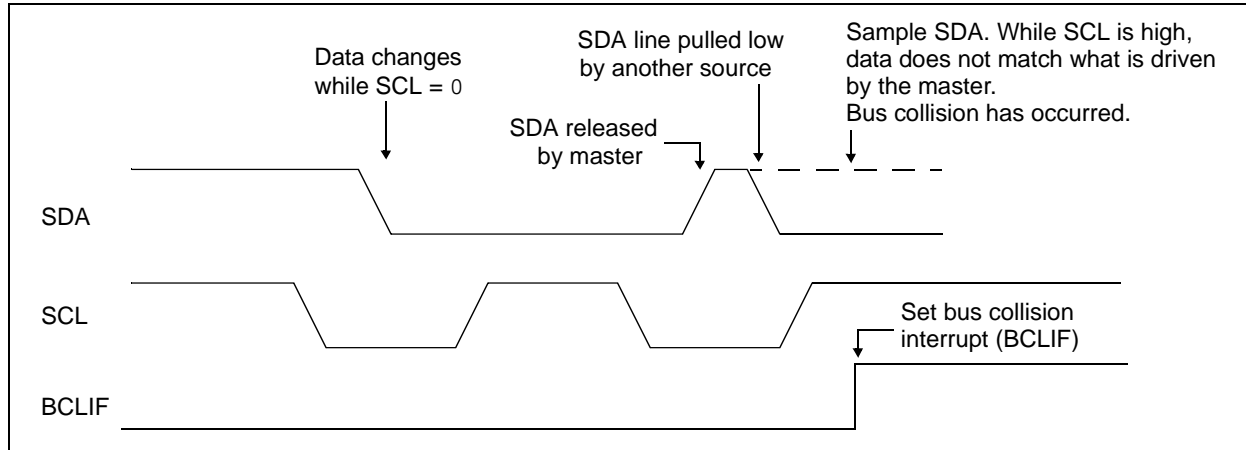 Data changes
while SCL = 0
SDA line pulled low
by another source
Sample SDA. While SCL is high,
data does not match what is driven
by the master.
Bus collision has occurred.
SDA released
by master
SDA
SCL
Set bus collision
interrupt (BCLIF)
BCLIF